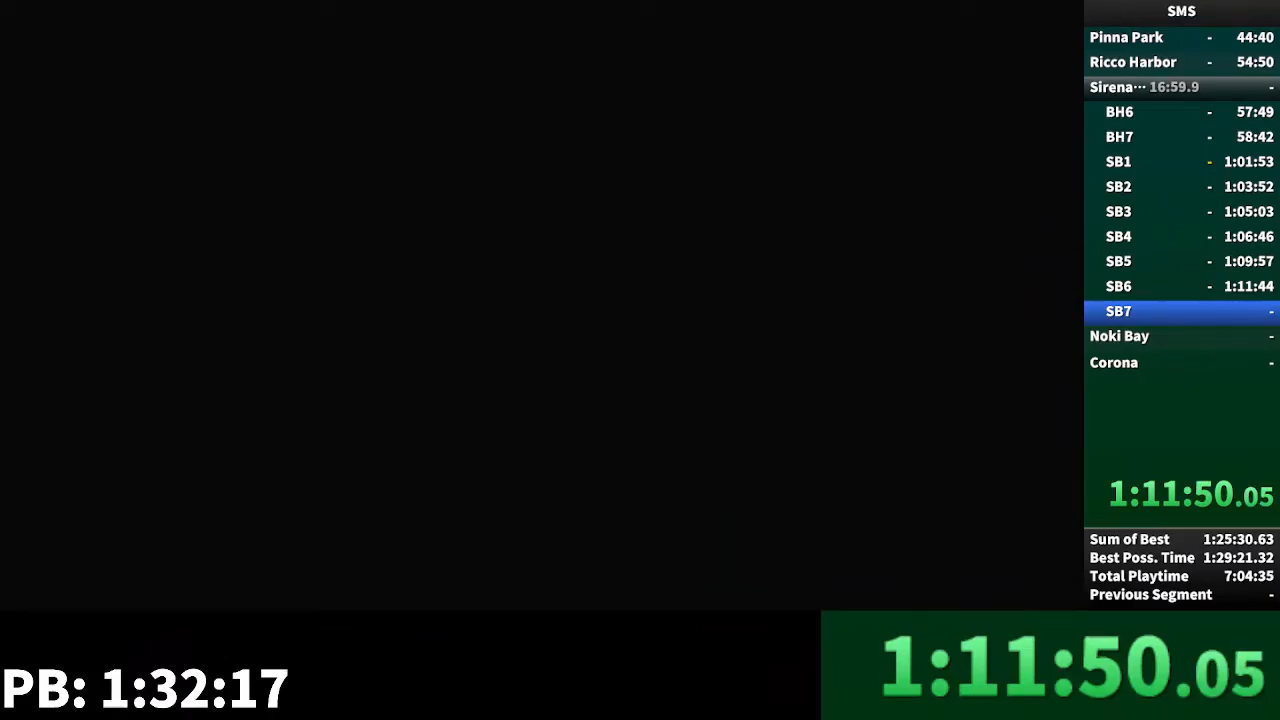 SMS
Pinna Park - 44:40
Ricco Harbor - 54:50
Sirena··· 16:59.9 -
BH6 - 57:49
BH7 - 58:42
SB1 - 1:01:53
SB2 - 1:03:52
SB3 - 1:05:03
SB4 - 1:06:46
SB5 - 1:09:57
SB6 - 1:11:44
SB7 -
Noki Bay -
Corona -
1:11:50.05
Sum of Best 1:25:30.63
Best Poss. Time 1:29:21.32
Total Playtime 7:04:35
Previous Segment -
PB: 1:32:17
1:11:50.05